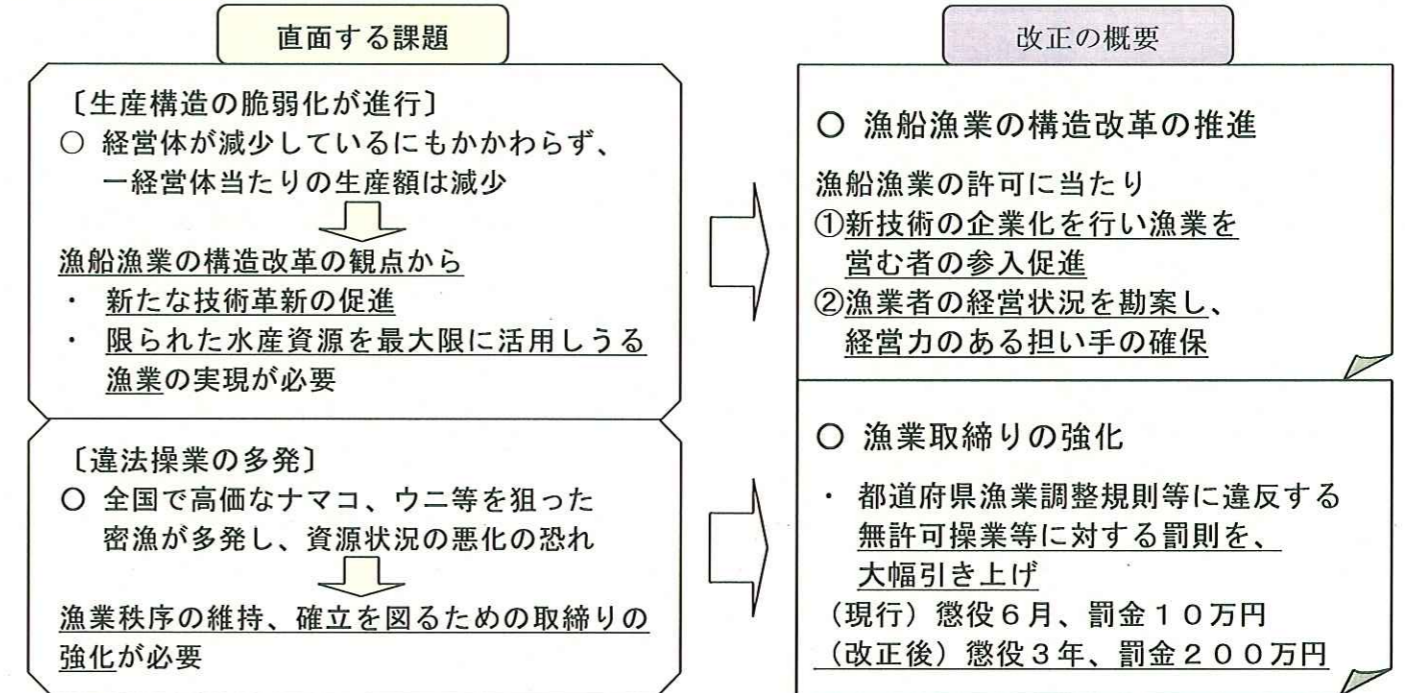 直面する課題
〔生産構造の脆弱化が進行〕
○ 経営体が減少しているにもかかわらず、
一経営体当たりの生産額は減少
漁船漁業の構造改革の観点から
・ 新たな技術革新の促進
・ 限られた水産資源を最大限に活用しうる
漁業の実現が必要
〔違法操業の多発〕
○ 全国で高価なナマコ、ウニ等を狙った
密漁が多発し、資源状況の悪化の恐れ
漁業秩序の維持、確立を図るための取締りの
強化が必要
改正の概要
○ 漁船漁業の構造改革の推進
漁船漁業の許可に当たり
①新技術の企業化を行い漁業を
営む者の参入促進
②漁業者の経営状況を勘案し、
経営力のある担い手の確保
○ 漁業取締りの強化
・ 都道府県漁業調整規則等に違反する
無許可操業等に対する罰則を、
大幅引き上げ
（現行）懲役６月、罰金１０万円
（改正後）懲役３年、罰金２００万円